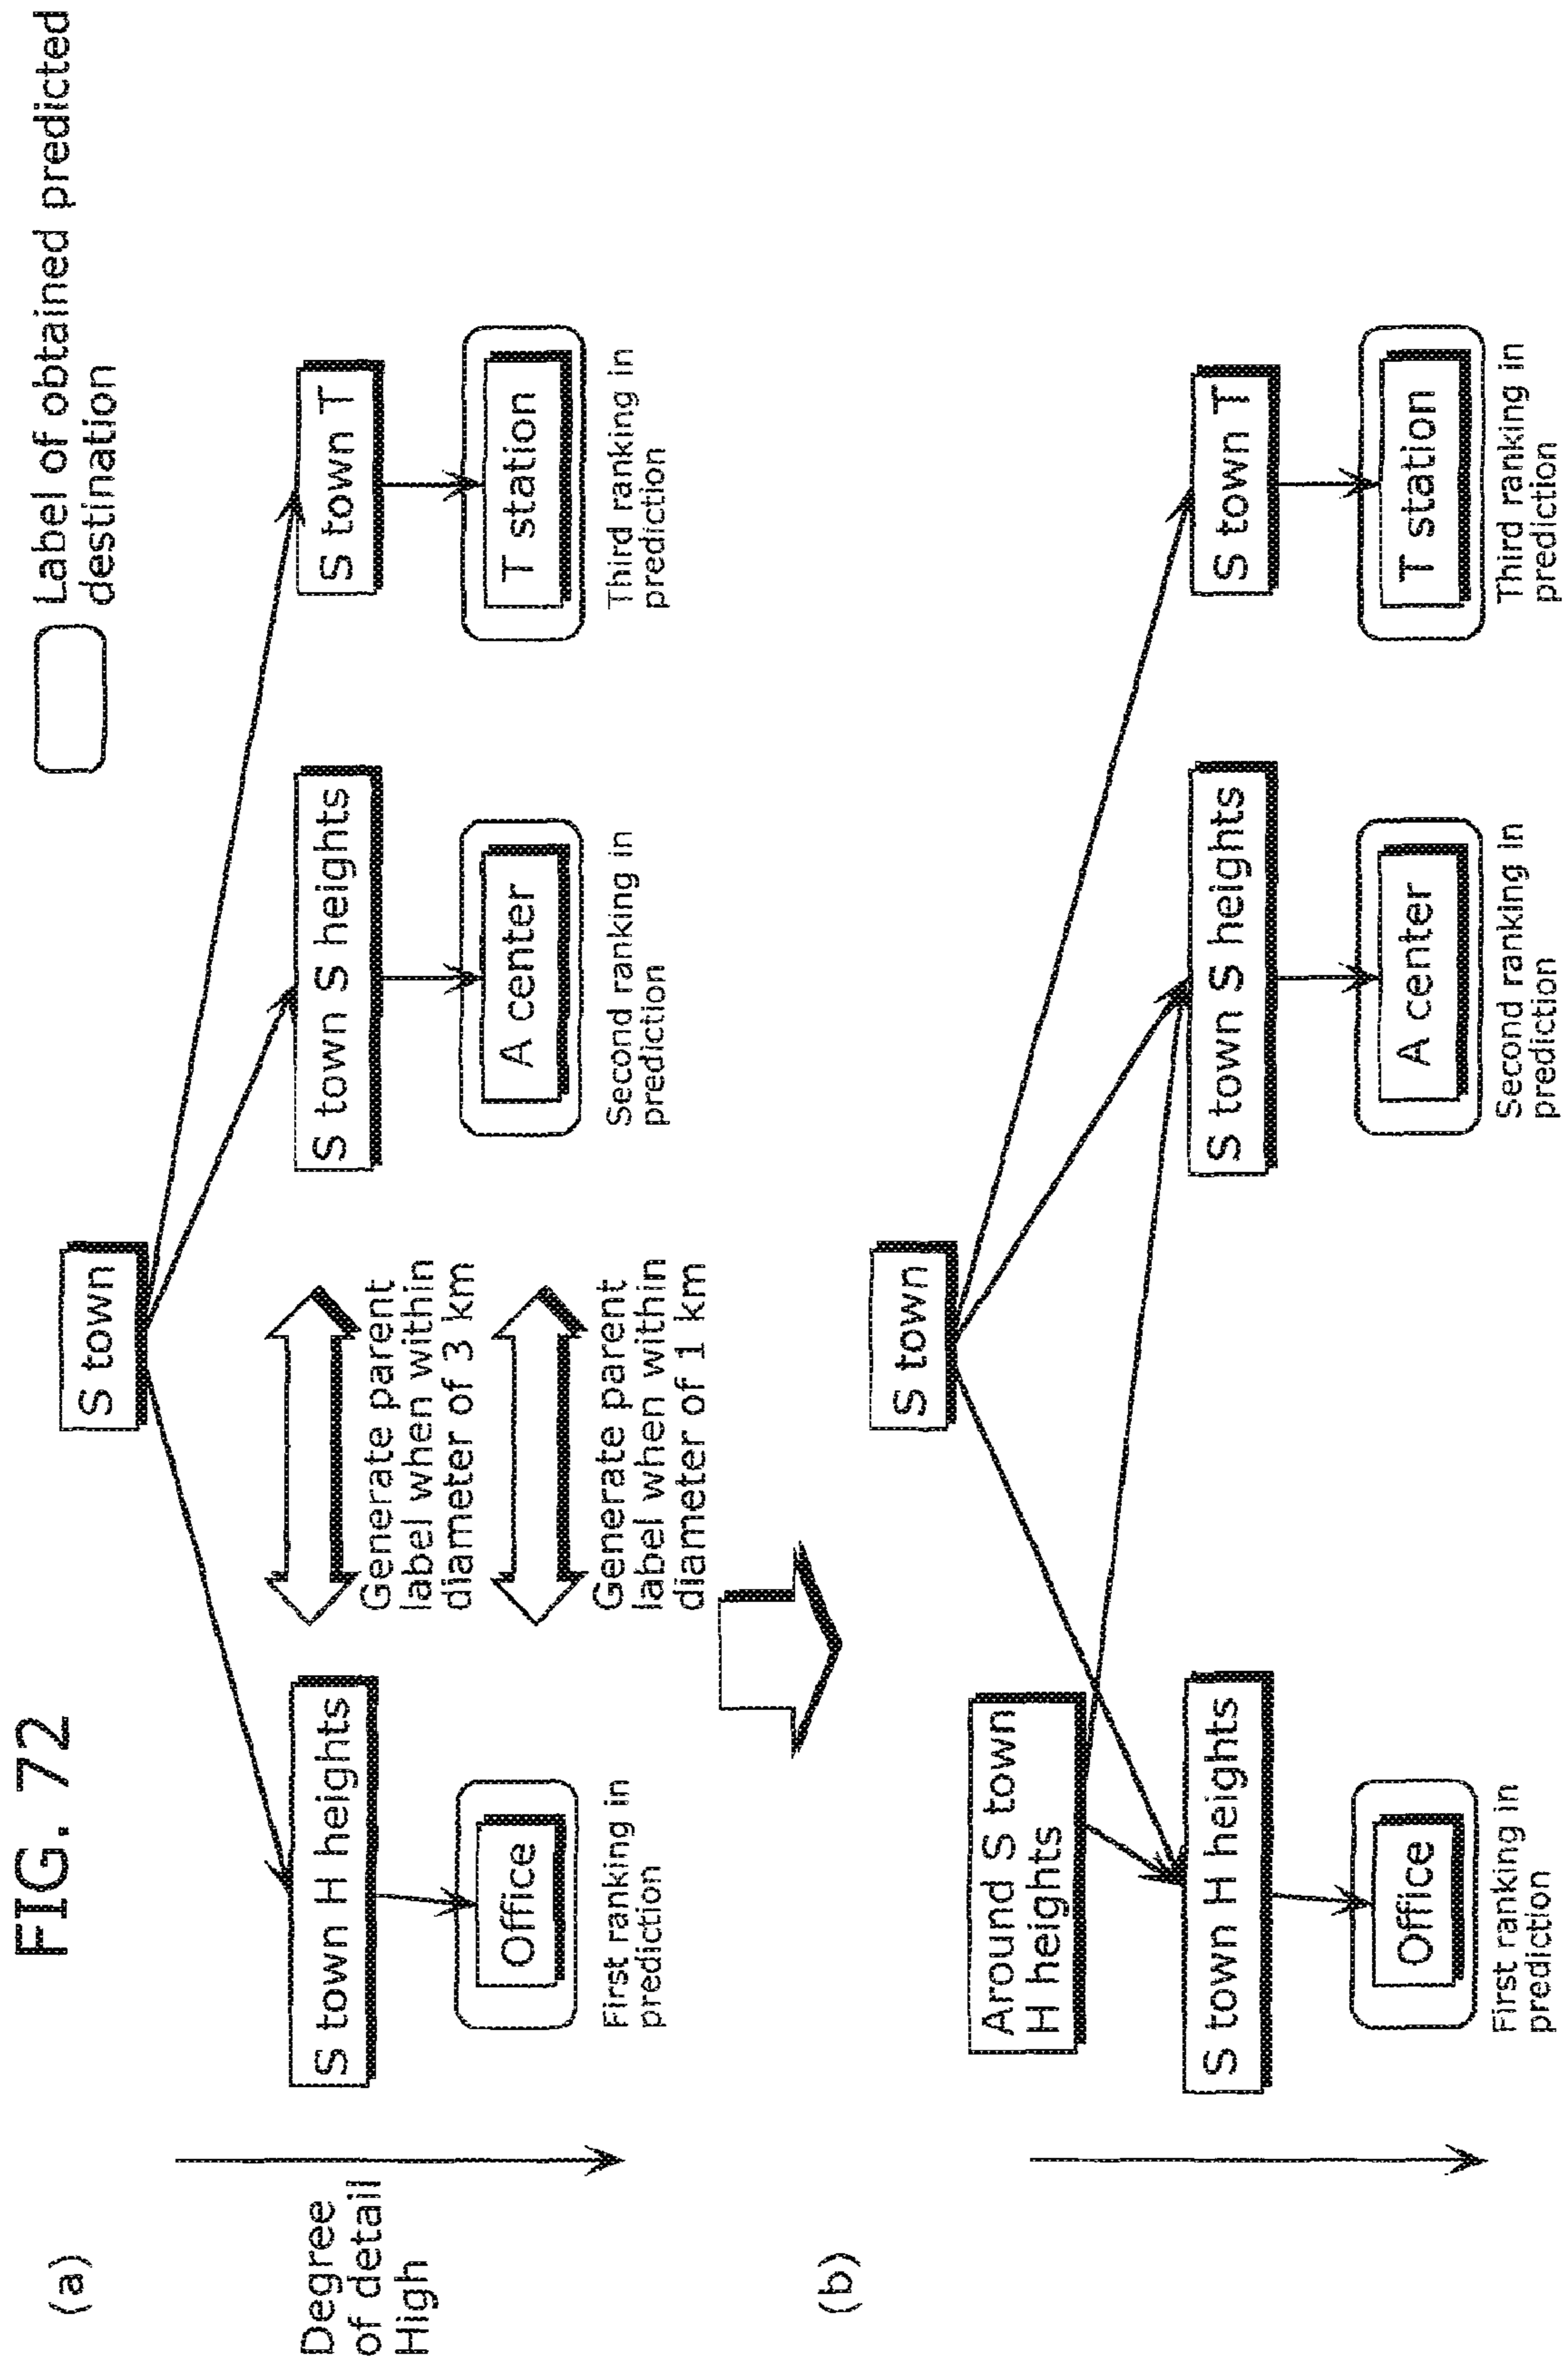 FIG. 72
Label of obtained predicted
destination
(a)
S town
Degree
of detail
High
S town H heights
S town S heights
S town T
Generate parent
label when within
diameter of 3 km
Office
A center
T station
Generate parent
label when within
diameter of 1 km
First ranking in
prediction
Second ranking in
prediction
Third ranking in
prediction
(b)
S town
Around S town
H heights
S town H heights
S town S heights
S town T
Office
A center
T station
First ranking in
prediction
Second ranking in
prediction
Third ranking in
prediction